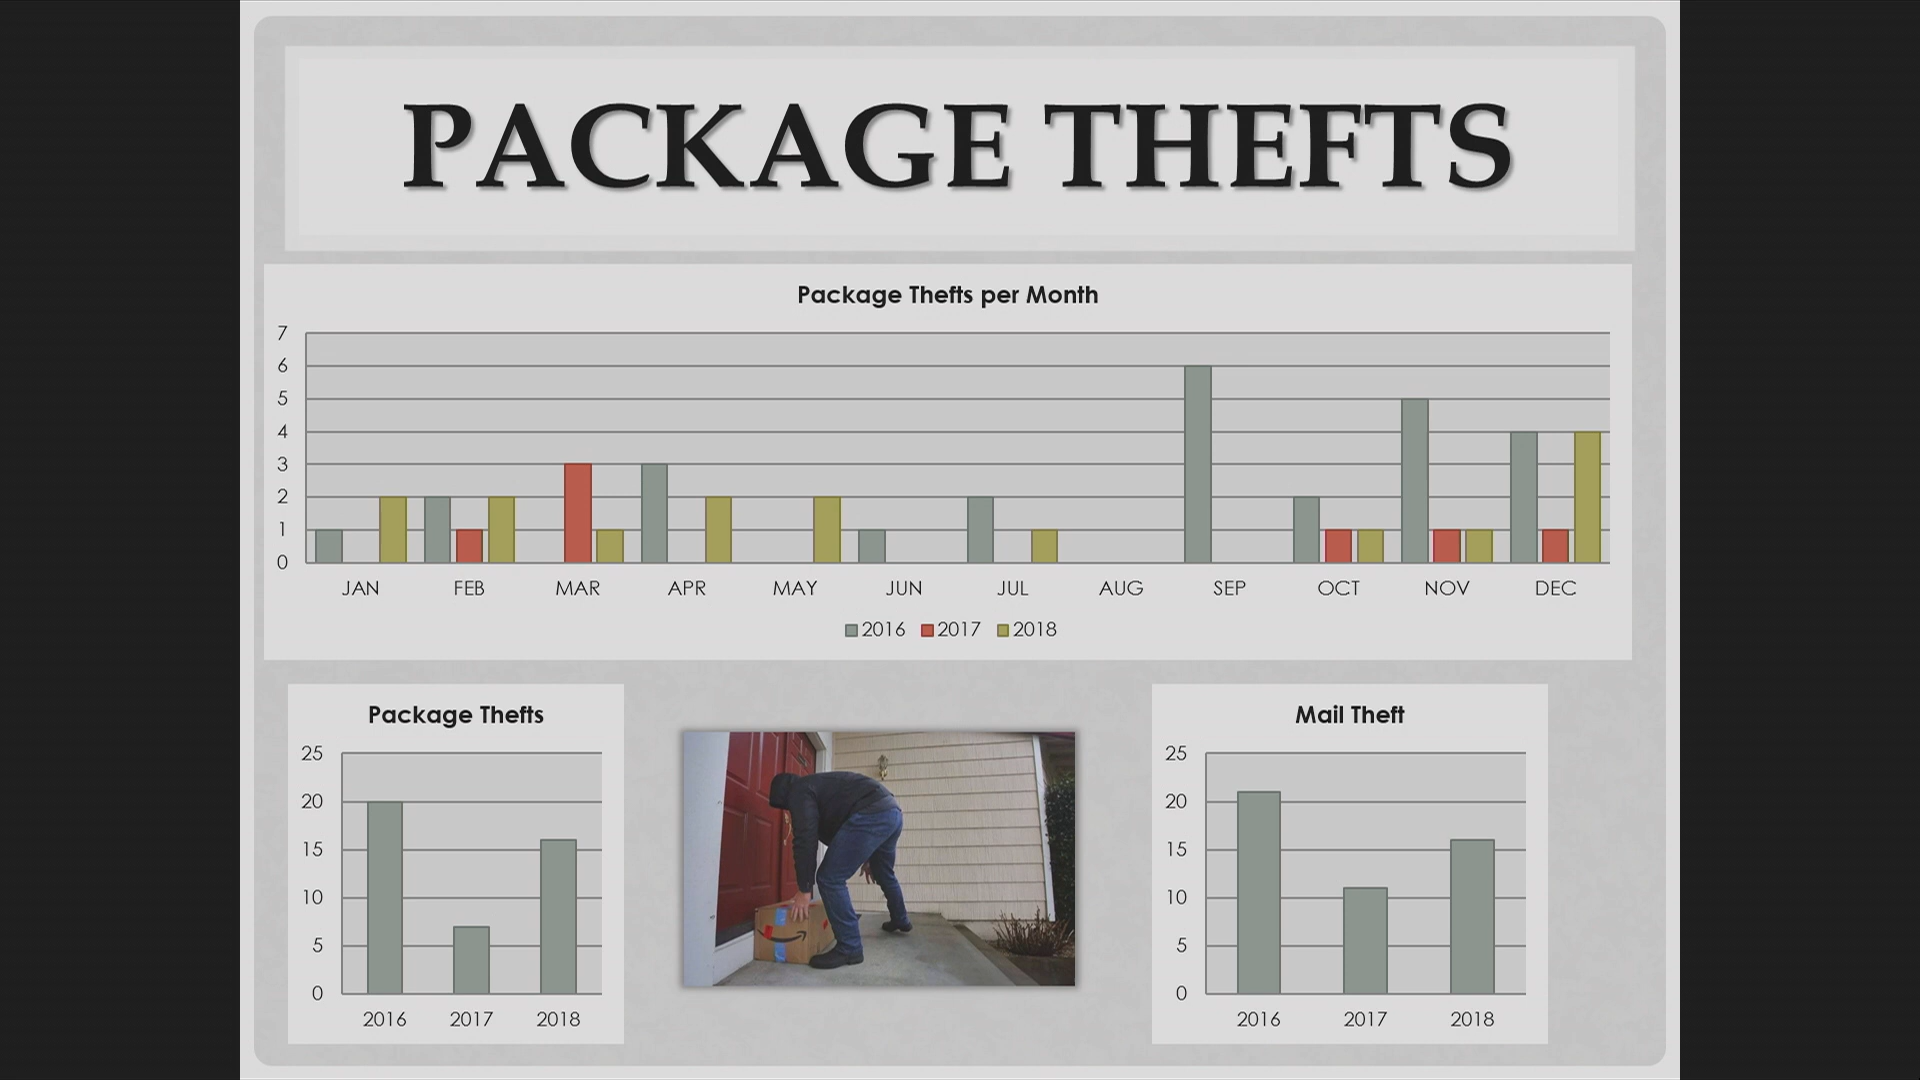 PACKAGE THEFTS
Package Thefts per Month
7
6
5
4
3
2
1
0
JAN FEB MAR APR MAY JUN JUL AUG SEP OCT NOV DEC
2016 2017 2018
Package Thefts
25
20
15
10
5
0
2016 2017 2018
Mail Theft
25
20
15
10
5
0
2016 2017 2018